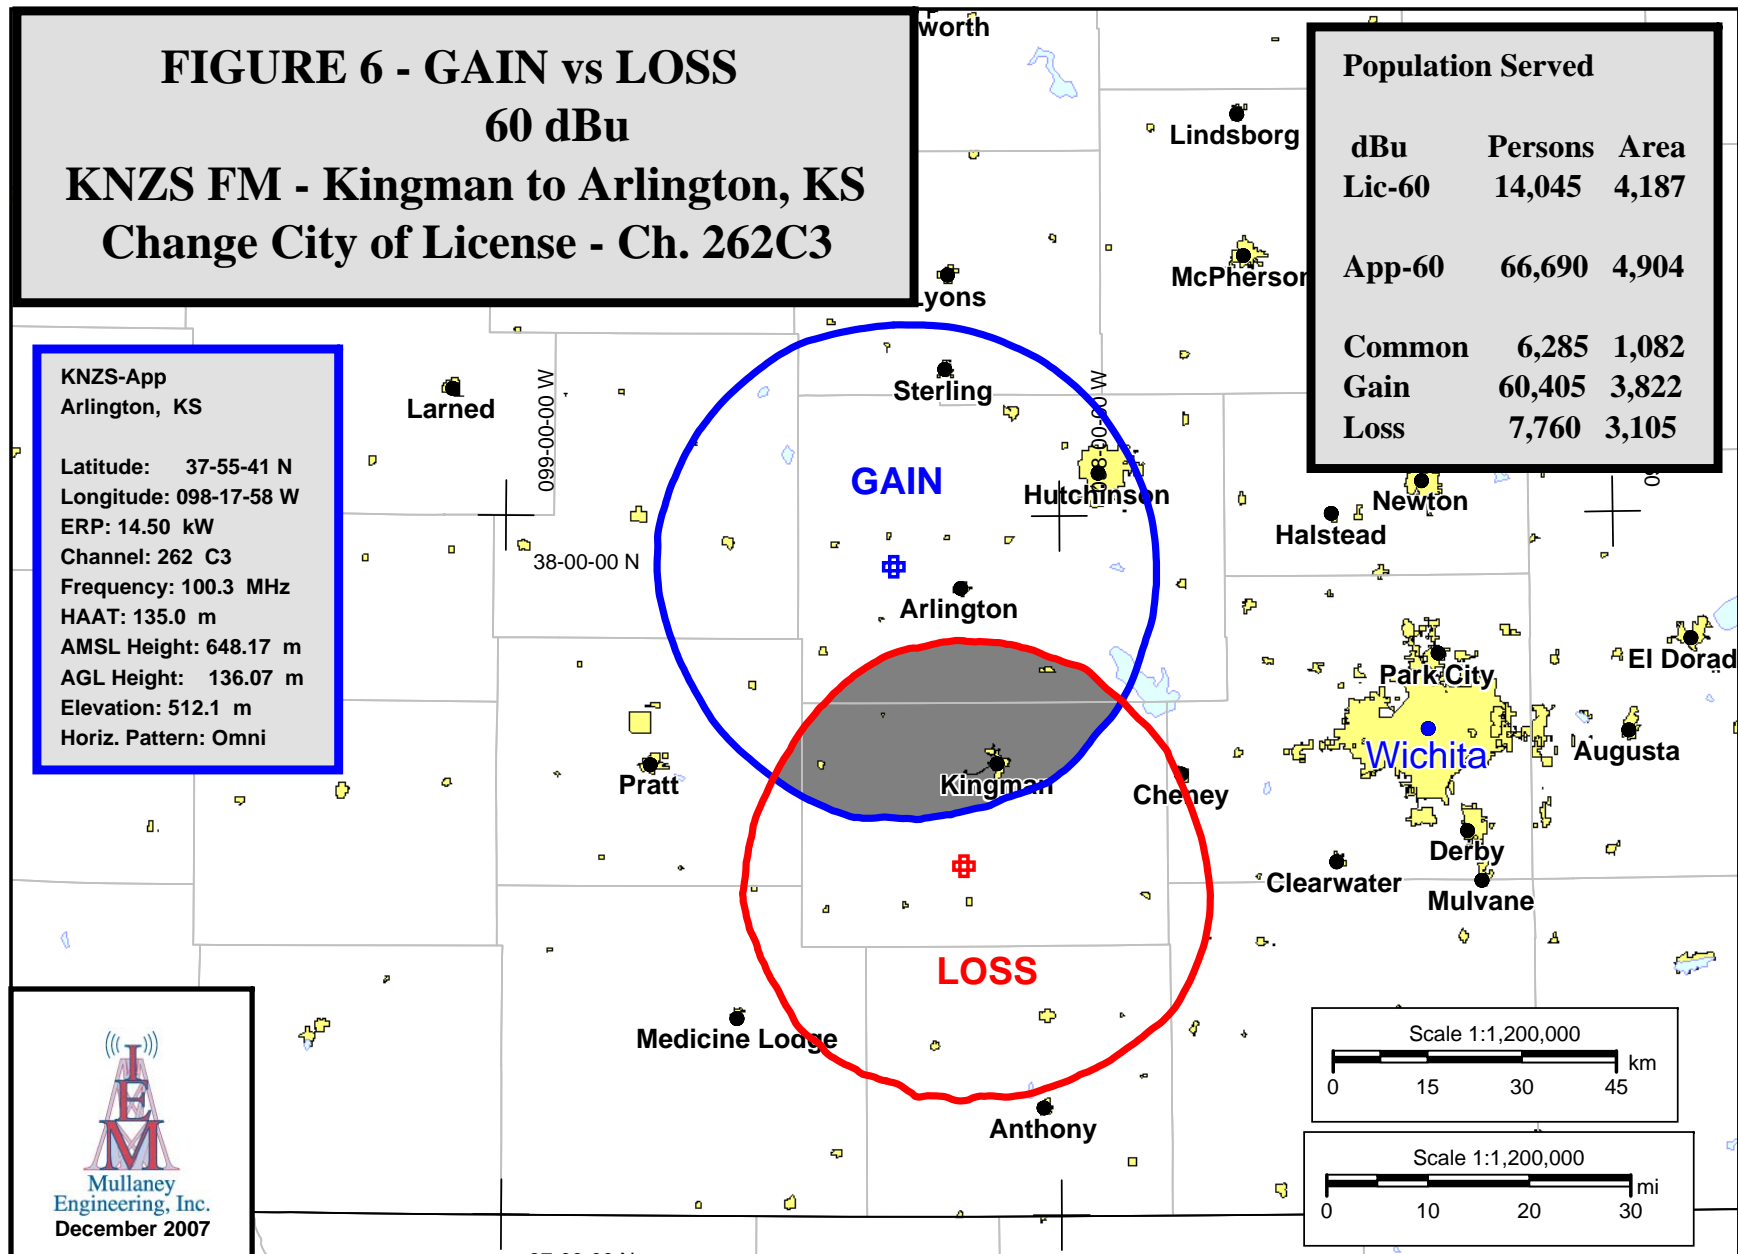 FIGURE 6 - GAIN vs LOSS
60 dBu
KNZS FM - Kingman to Arlington, KS
Change City of License - Ch. 262C3
Population Served
dBu Persons Area
Lic-60 14,045 4,187
App-60 66,690 4,904
Common 6,285 1,082
Gain 60,405 3,822
Loss 7,760 3,105
KNZS-App
Arlington, KS
Latitude: 37-55-41 N
Longitude: 098-17-58 W
ERP: 14.50 kW
Channel: 262 C3
Frequency: 100.3 MHz
HAAT: 135.0 m
AMSL Height: 648.17 m
AGL Height: 136.07 m
Elevation: 512.1 m
Horiz. Pattern: Omni
worth
Lindsborg
McPherson
Lyons
Larned
Sterling
099-00-00 W
098-00-00 W
GAIN
Hutchinson
Newton
Halstead
38-00-00 N
Arlington
Park City
El Dorad
Wichita
Augusta
Pratt
Kingman
Cheney
Derby
Clearwater
Mulvane
LOSS
Medicine Lodge
Anthony
Scale 1:1,200,000
km
0 15 30 45
Scale 1:1,200,000
mi
0 10 20 30
IEM
Mullaney
Engineering, Inc.
December 2007